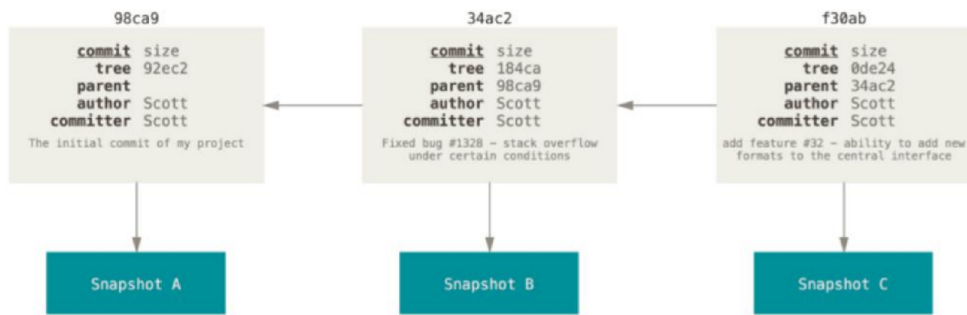 98ca9
commit size
tree 92ec2
parent
author Scott
committer Scott
The initial commit of my project
Snapshot A
34ac2
commit size
tree 184ca
parent 98ca9
author Scott
committer Scott
Fixed bug #1328 – stack overflow
under certain conditions
Snapshot B
f30ab
commit size
tree 0de24
parent 34ac2
author Scott
committer Scott
add feature #32 – ability to add new
formats to the central interface
Snapshot C